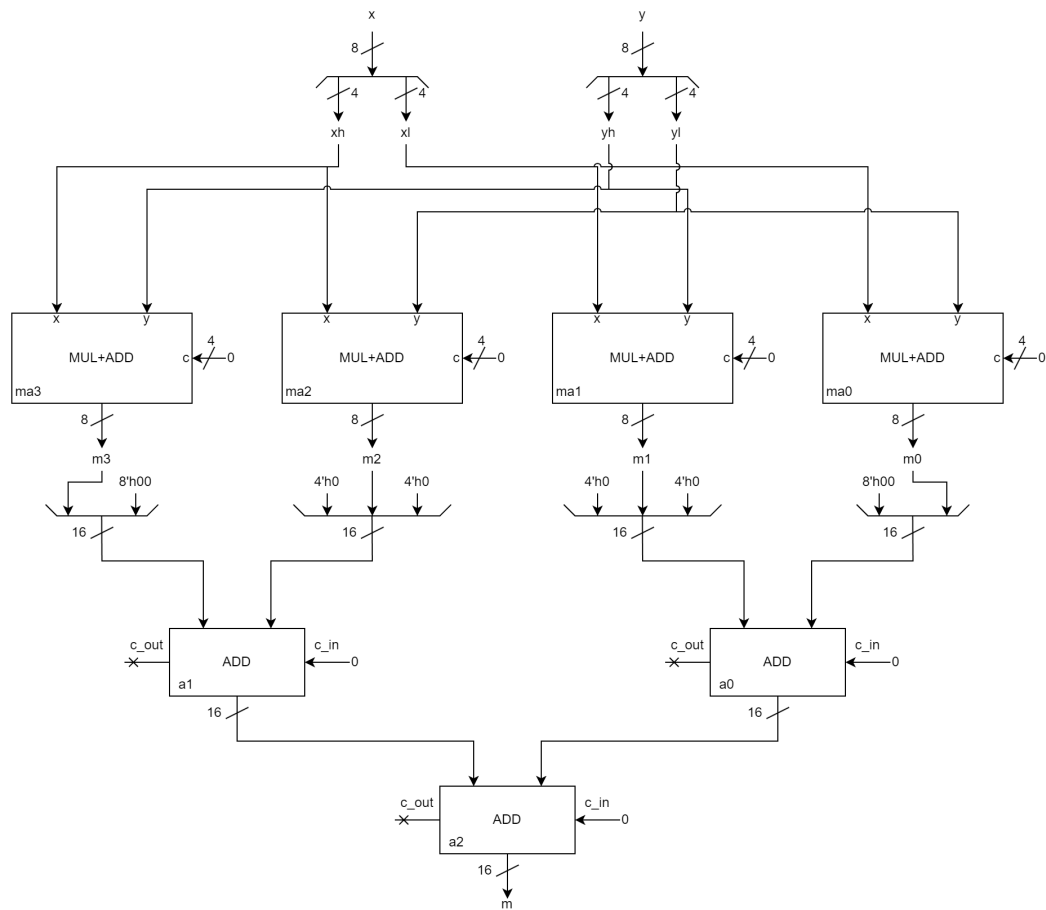 x y
8 8
4 4 4 4
xh xl yh yl
x y x y x y x y
4 4 4 4
MUL+ADD c 0 MUL+ADD c 0 MUL+ADD c 0 MUL+ADD c 0
ma3 ma2 ma1 ma0
8 8 8 8
m3 m2 m1 m0
8'h00 4'h0 4'h0 4'h0 4'h0 8'h00
16 16 16 16
c_out c_in c_out c_in
ADD 0 ADD 0
a1 a0
16 16
c_out c_in
ADD 0
a2
16
m